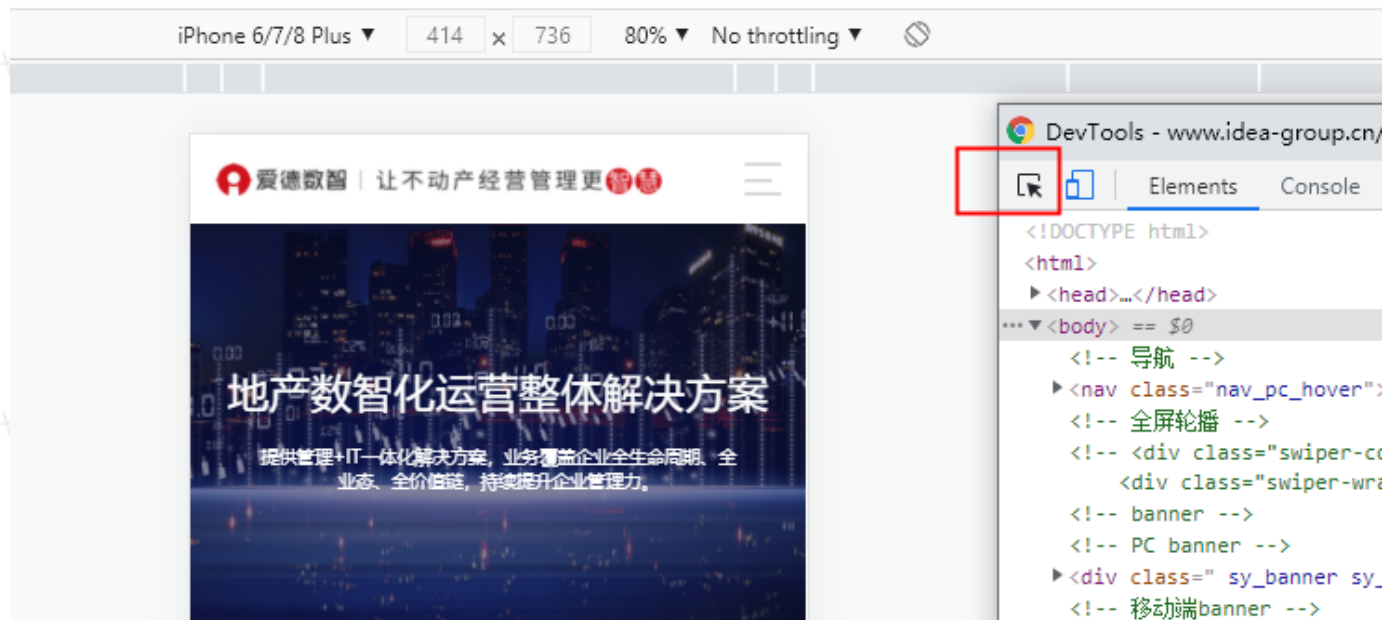 iPhone 6/7/8 Plus ▼ 414 × 736 80% ▼ No throttling ▼
DevTools - www.idea-group.cn/
爱德数智 | 让不动产经营管理更智慧
Elements Console
<!DOCTYPE html>
<html>
▶<head>…</head>
···▼<body> == $0
<!-- 导航 -->
▶<nav class="nav_pc_hover">
<!-- 全屏轮播 -->
<!-- <div class="swiper-co
<div class="swiper-wra
<!-- banner -->
<!-- PC banner -->
▶<div class=" sy_banner sy_
<!-- 移动端banner -->
地产数智化运营整体解决方案
提供管理+IT一体化解决方案，业务覆盖企业全生命周期、全
业态、全价值链，持续提升企业管理力。
0.00
0.00